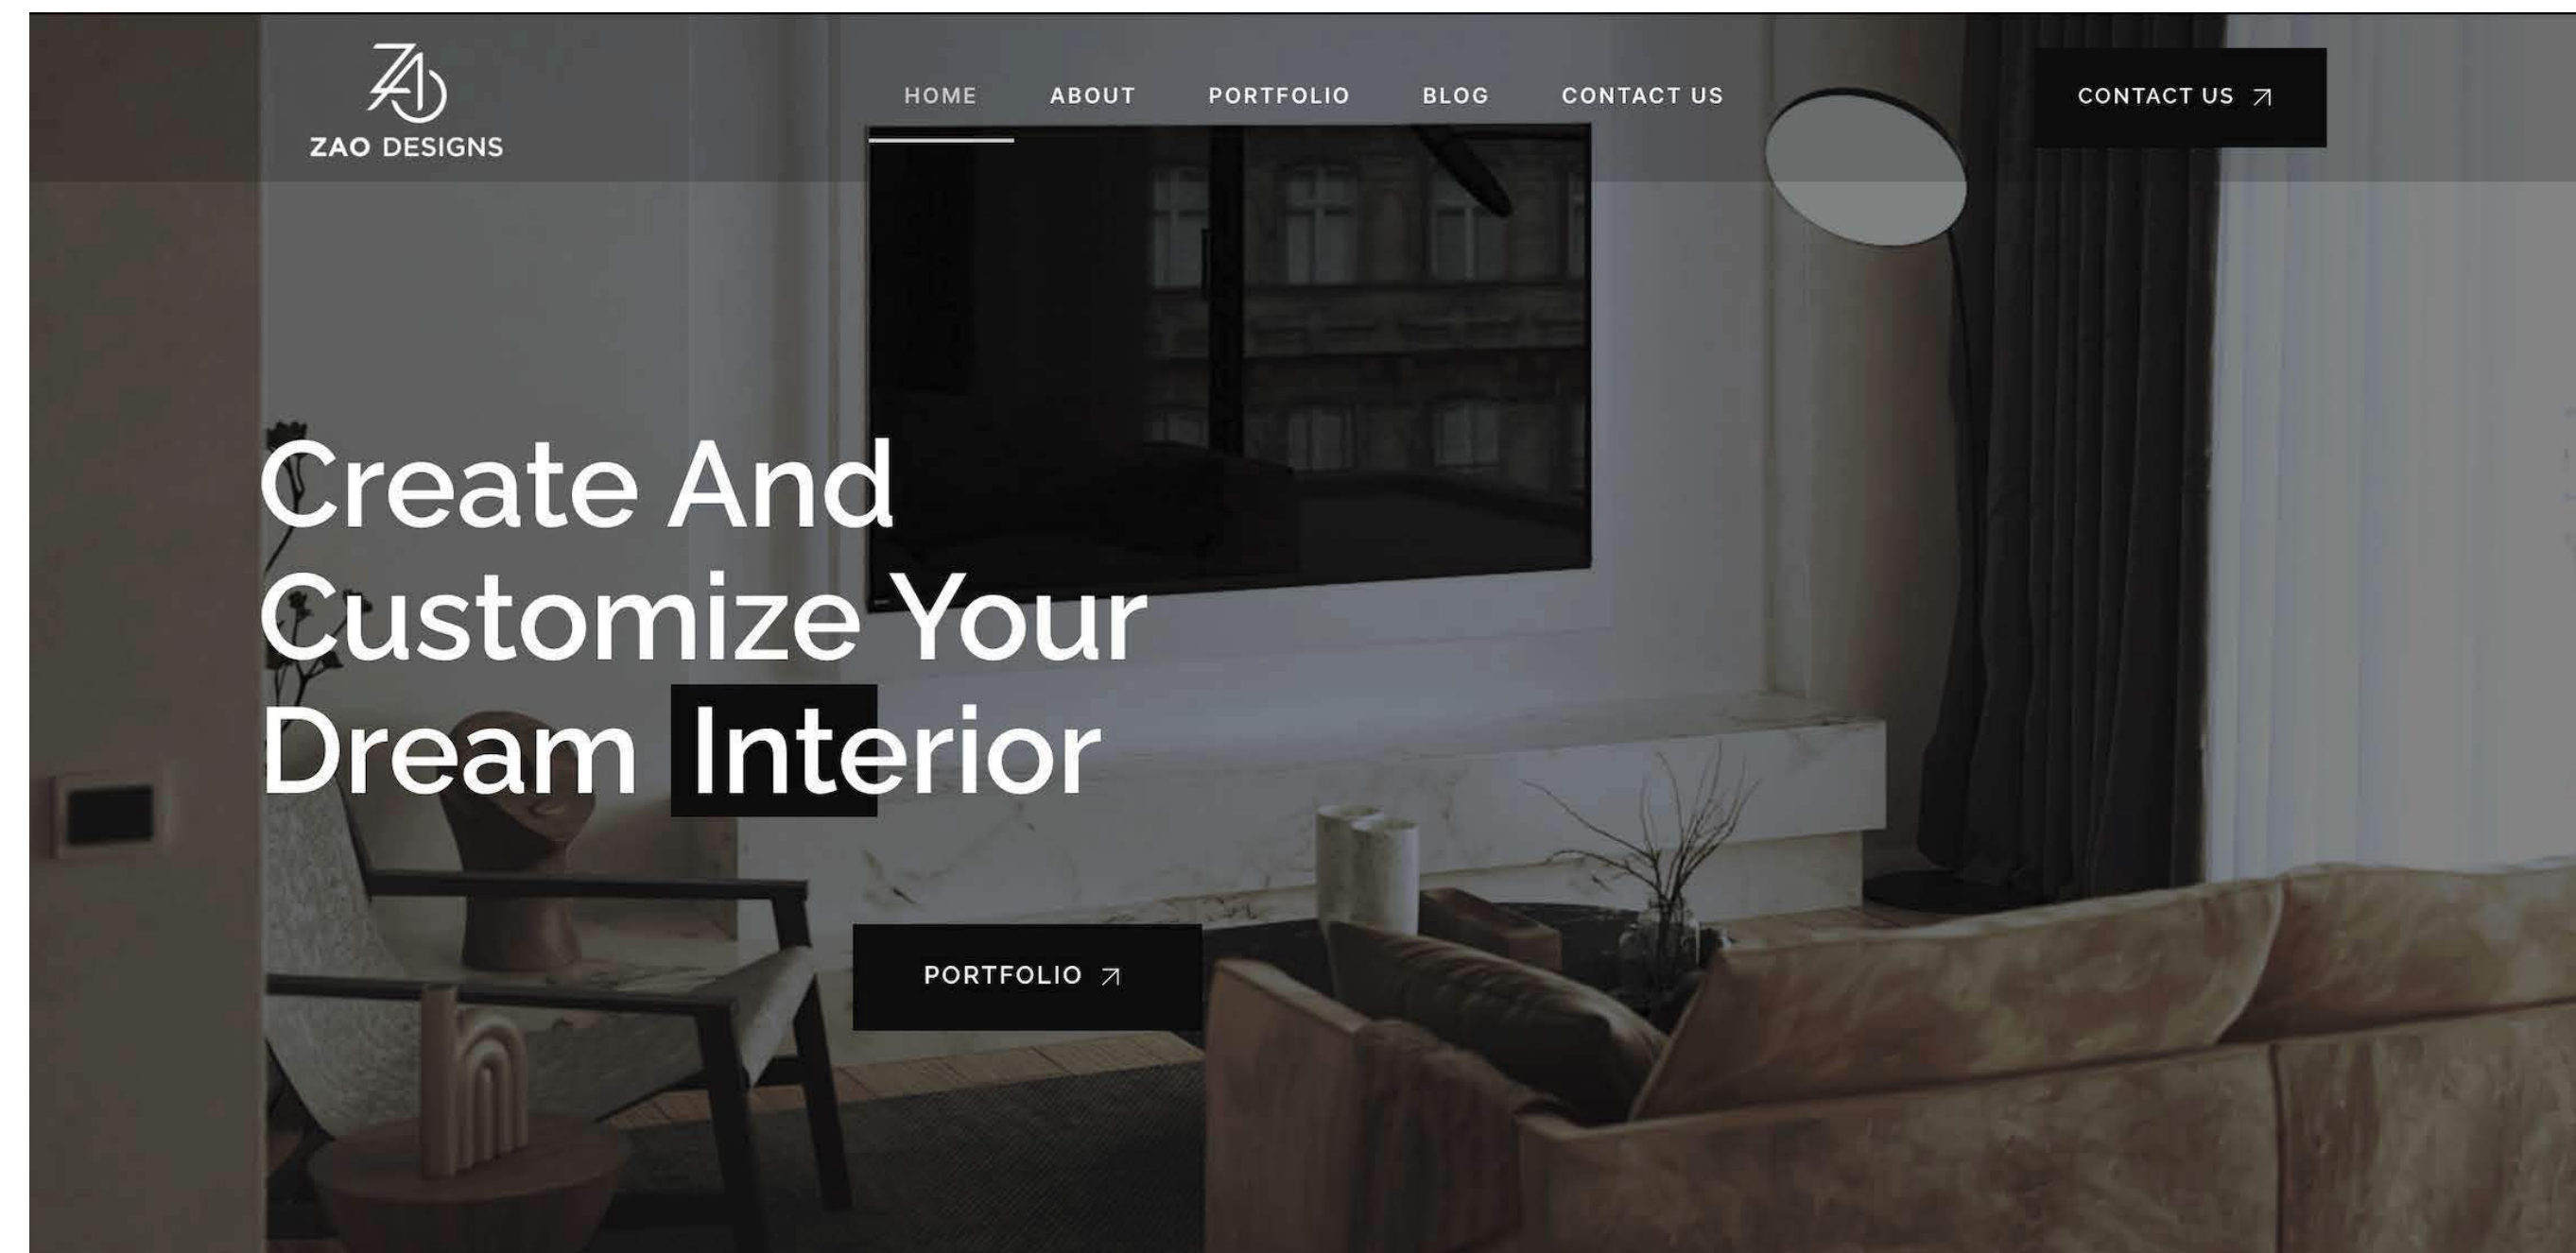 ZAO DESIGNS
HOME ABOUT PORTFOLIO BLOG CONTACT US
CONTACT US
Create And
Customize Your
Dream Interior
PORTFOLIO